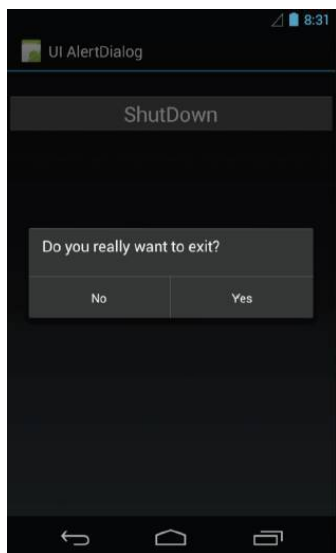 8:31
UI AlertDialog
ShutDown
Do you really want to exit?
No Yes